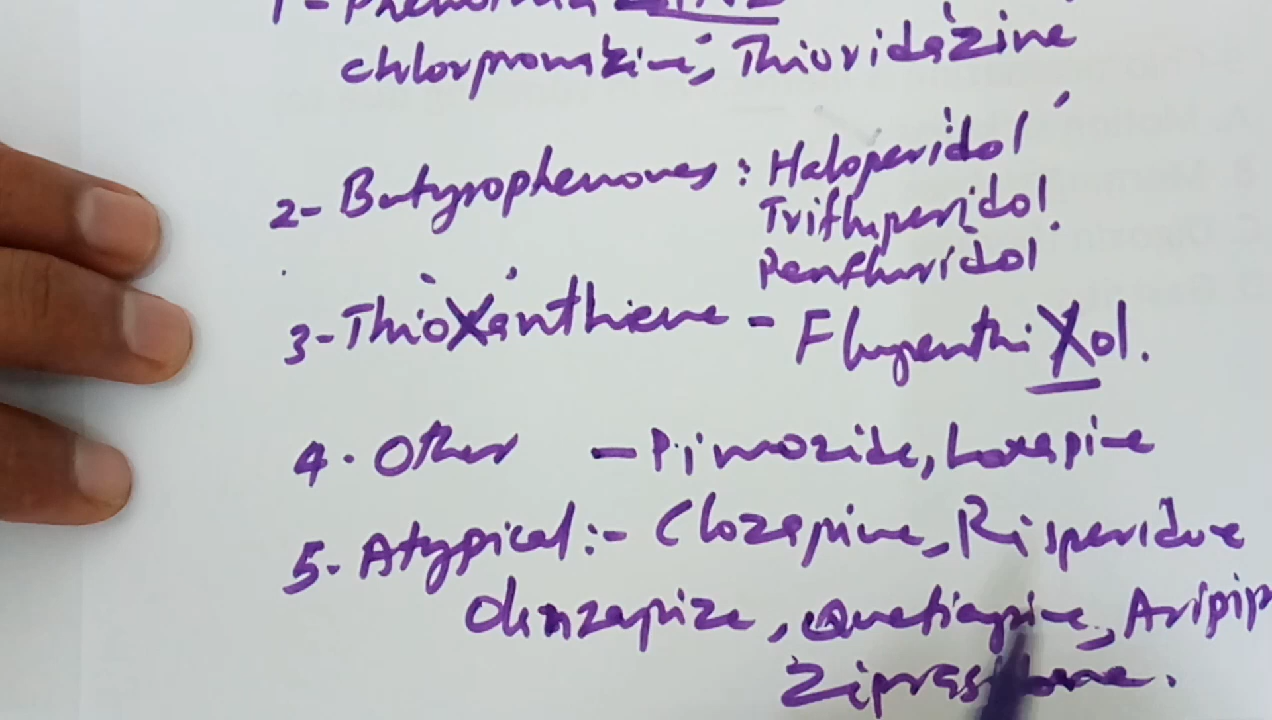 chlorpromazine, Thioridazine
2- Butyrophenones : Haloperidol
Trifluperidol
Penfluridol
3- Thioxanthiene - FlupenthiXol.
4. Other - Pimozide, Loxapine
5. Atypical :- Clozapine, Risperidone
Olanzapine, Quetiapine, Aripip